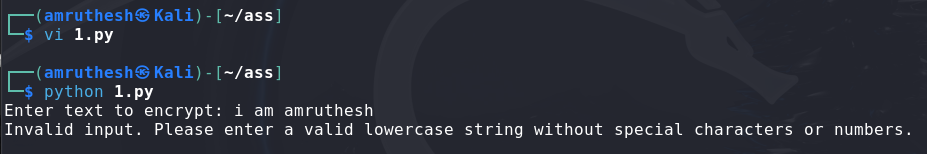 ┌──(amruthesh㉿Kali)-[~/ass]
└─$ vi 1.py
┌──(amruthesh㉿Kali)-[~/ass]
└─$ python 1.py
Enter text to encrypt: i am amruthesh
Invalid input. Please enter a valid lowercase string without special characters or numbers.